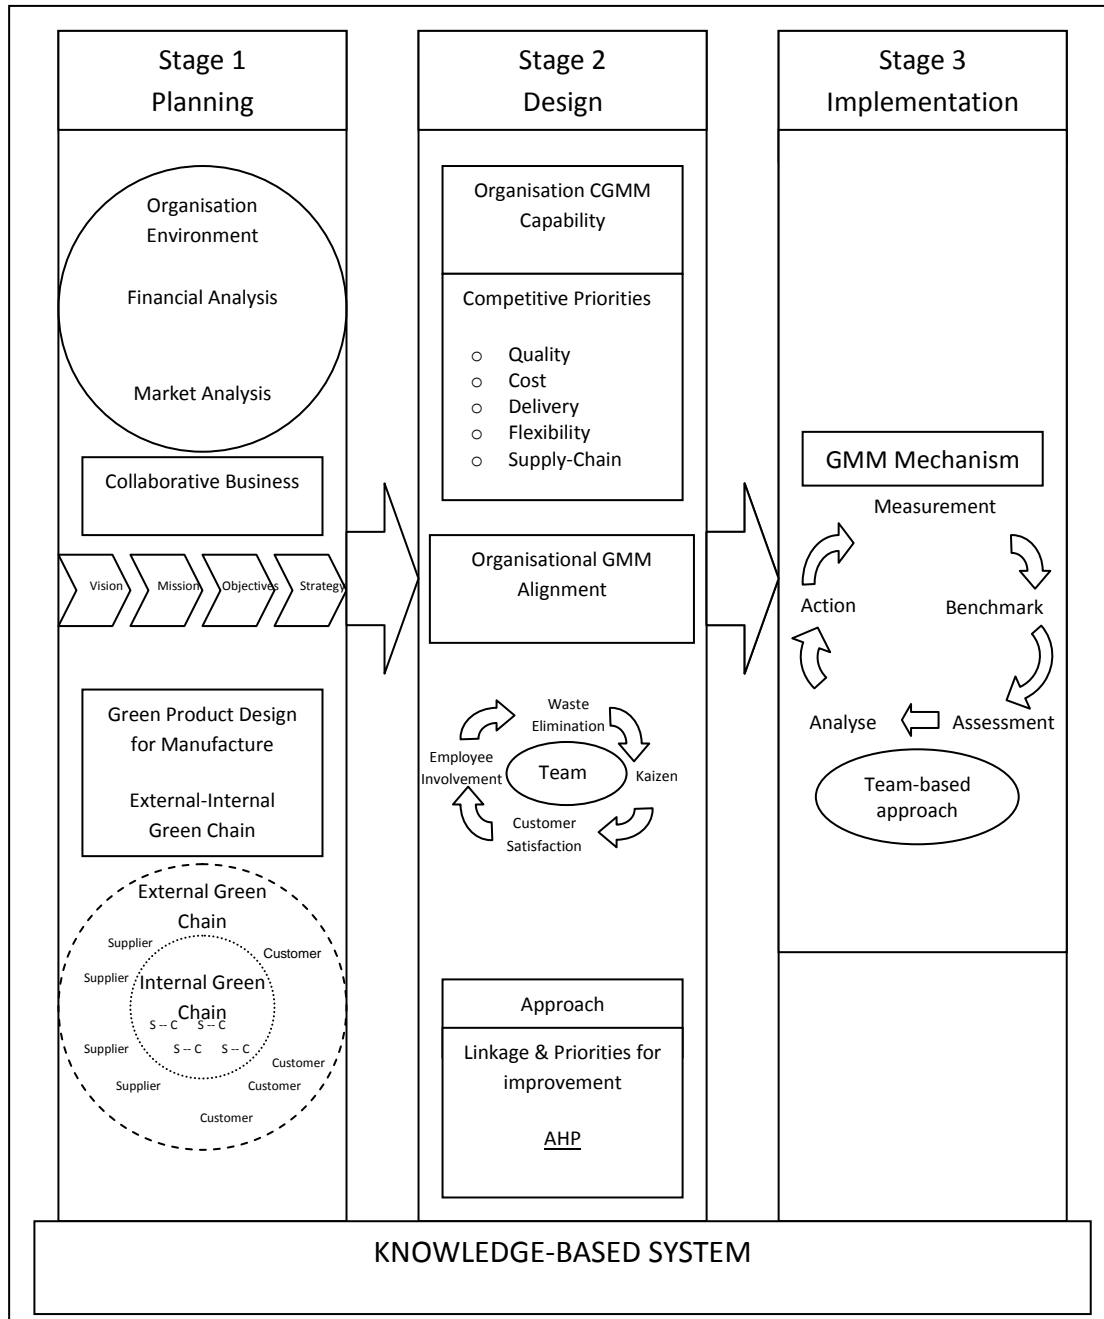 Stage 1
Planning
Organisation
Environment
Financial Analysis
Market Analysis
Collaborative Business
Vision
Mission
Objectives
Strategy
Green Product Design
for Manufacture
External-Internal
Green Chain
External Green
Chain
Supplier
Customer
Supplier
Internal Green
Chain
S -- C S -- C
S -- C S -- C
Supplier
Customer
Supplier
Customer
Customer
Stage 2
Design
Organisation CGMM
Capability
Competitive Priorities
o Quality
o Cost
o Delivery
o Flexibility
o Supply-Chain
Organisational GMM
Alignment
Waste
Elimination
Employee
Involvement
Team
Kaizen
Customer
Satisfaction
Approach
Linkage & Priorities for
improvement
AHP
Stage 3
Implementation
GMM Mechanism
Measurement
Action
Benchmark
Analyse
Assessment
Team-based
approach
KNOWLEDGE-BASED SYSTEM